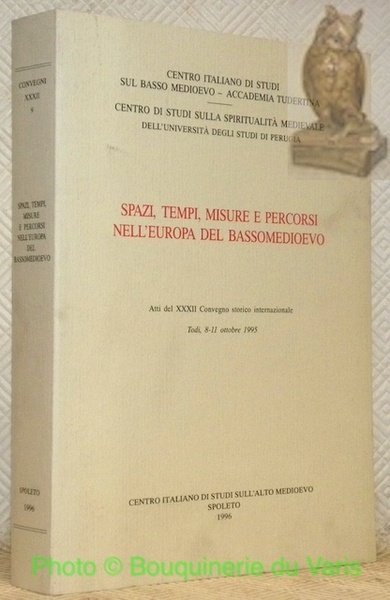 CONVEGNI
XXXII
9
SPAZI, TEMPI,
MISURE
E PERCORSI
NELL'EUROPA
DEL
BASSOMEDIOEVO
SPOLETO
1996
CENTRO ITALIANO DI STUDI
SUL BASSO MEDIOEVO – ACCADEMIA TUDERTINA
CENTRO DI STUDI SULLA SPIRITUALITÀ MEDIEVALE
DELL'UNIVERSITÀ DEGLI STUDI DI PERUGIA
SPAZI, TEMPI, MISURE E PERCORSI
NELL'EUROPA DEL BASSOMEDIOEVO
Atti del XXXII Convegno storico internazionale
Todi, 8-11 ottobre 1995
CENTRO ITALIANO DI STUDI SULL'ALTO MEDIOEVO
SPOLETO
1996
Photo © Bouquinerie du Varis